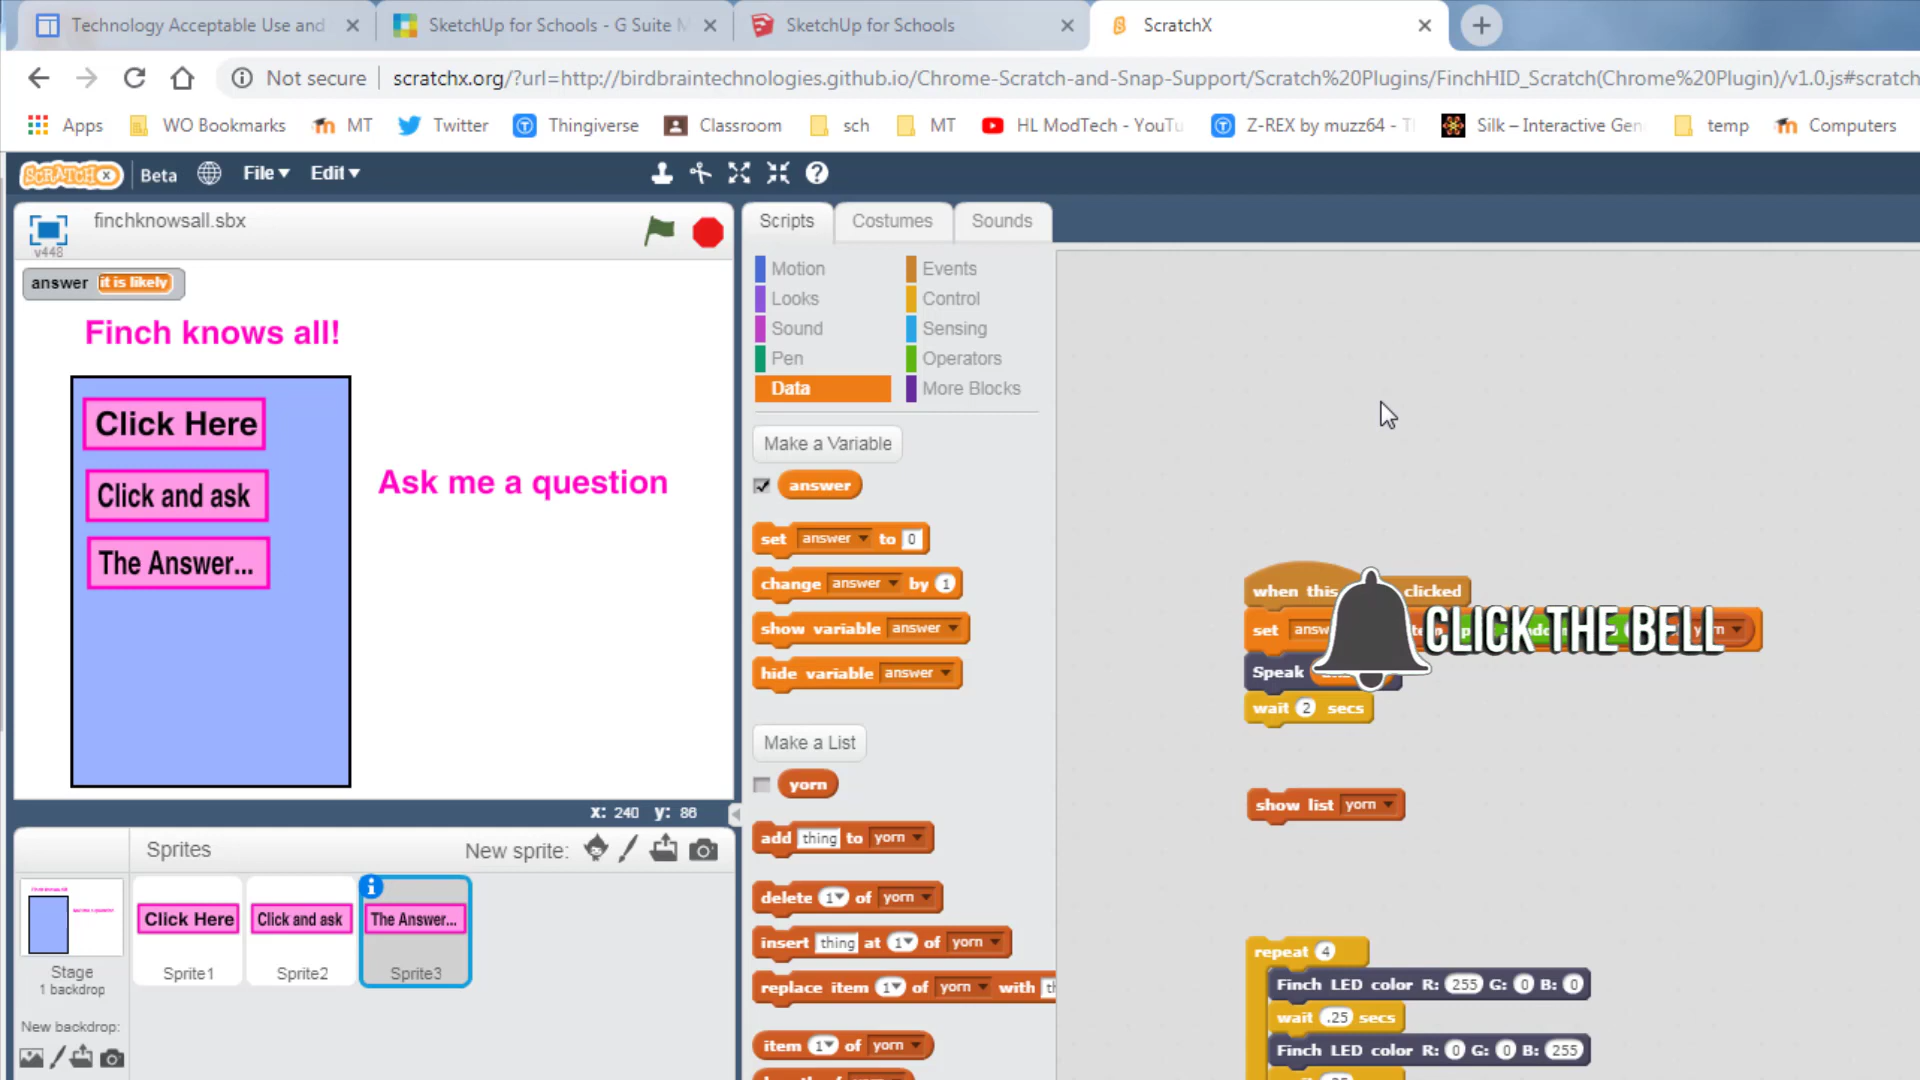 Technology Acceptable Use and
SketchUp for Schools - G Suite M
SketchUp for Schools
ScratchX
Not secure
scratchx.org/?url=http://birdbraintechnologies.github.io/Chrome-Scratch-and-Snap-Support/Scratch%20Plugins/FinchHID_Scratch(Chrome%20Plugin)/v1.0.js#scratch
Apps WO Bookmarks MT Twitter Thingiverse Classroom sch MT HL ModTech - YouTu Z-REX by muzz64 - T Silk – Interactive Gen temp Computers
SCRATCH X Beta File Edit
finchknowsall.sbx
v448
answer it is likely
Finch knows all!
Click Here
Click and ask
The Answer...
Ask me a question
x: 240 y: 86
Sprites New sprite:
Click Here
Click and ask
The Answer...
Sprite1
Sprite2
Sprite3
Stage
1 backdrop
New backdrop:
Scripts Costumes Sounds
Motion Events
Looks Control
Sound Sensing
Pen Operators
Data More Blocks
Make a Variable
answer
set answer to 0
change answer by 1
show variable answer
hide variable answer
Make a List
yorn
add thing to yorn
delete 1 of yorn
insert thing at 1 of yorn
replace item 1 of yorn with th
item 1 of yorn
when this clicked
set answ
CLICK THE BELL
Speak
wait 2 secs
show list yorn
repeat 4
Finch LED color R: 255 G: 0 B: 0
wait .25 secs
Finch LED color R: 0 G: 0 B: 255